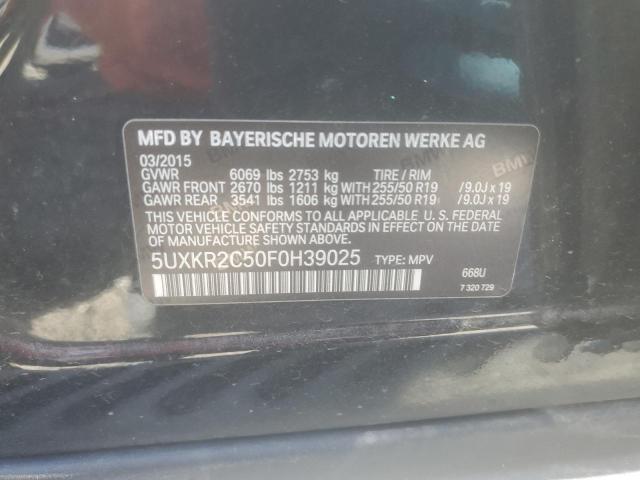 MFD BY BAYERISCHE MOTOREN WERKE AG
03/2015
GVWR 6069 lbs 2753 kg TIRE / RIM
GAWR FRONT 2670 lbs 1211 kg WITH 255/50 R19 / 9.0J x 19
GAWR REAR 3541 lbs 1606 kg WITH 255/50 R19 / 9.0J x 19
THIS VEHICLE CONFORMS TO ALL APPLICABLE U.S. FEDERAL
MOTOR VEHICLE SAFETY STANDARDS IN EFFECT ON THE
DATE OF MANUFACTURE SHOWN ABOVE.
5UXKR2C50F0H39025 TYPE: MPV
668U
7 320 729